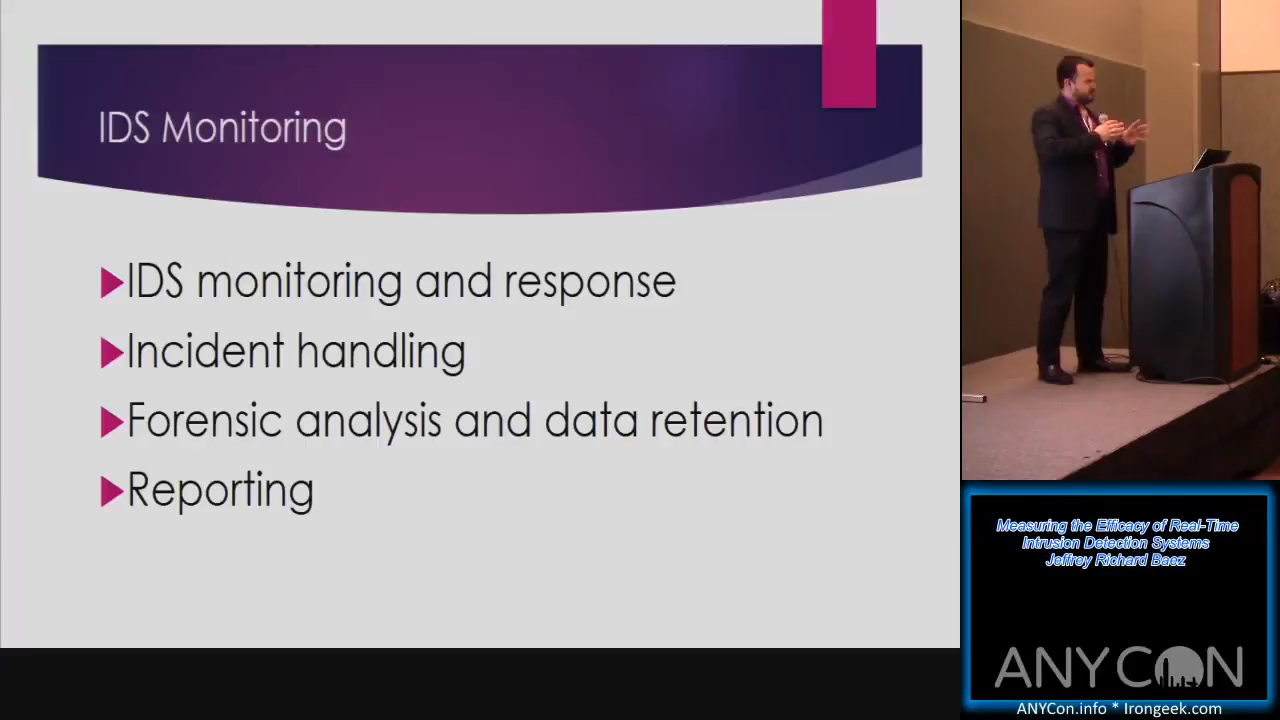 IDS Monitoring
IDS monitoring and response
Incident handling
Forensic analysis and data retention
Reporting
Measuring the Efficacy of Real-Time
Intrusion Detection Systems
Jeffrey Richard Baez
ANYCON
ANYCon.info * Irongeek.com